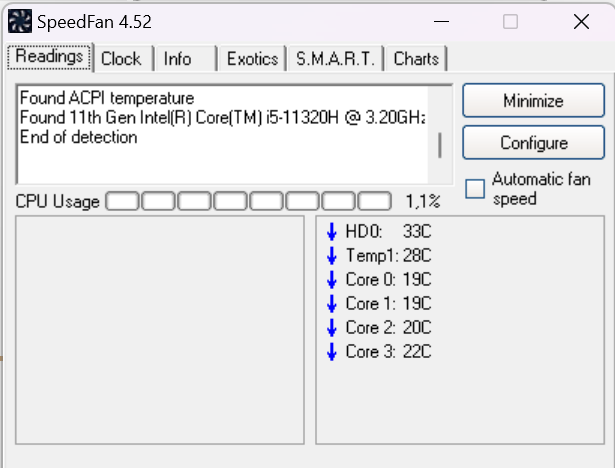 SpeedFan 4.52
Readings Clock Info Exotics S.M.A.R.T. Charts
Found ACPI temperature
Found 11th Gen Intel(R) Core(TM) i5-11320H @ 3.20GHz
End of detection
Minimize
Configure
Automatic fan
speed
CPU Usage 1,1%
HD0: 33C
Temp1: 28C
Core 0: 19C
Core 1: 19C
Core 2: 20C
Core 3: 22C